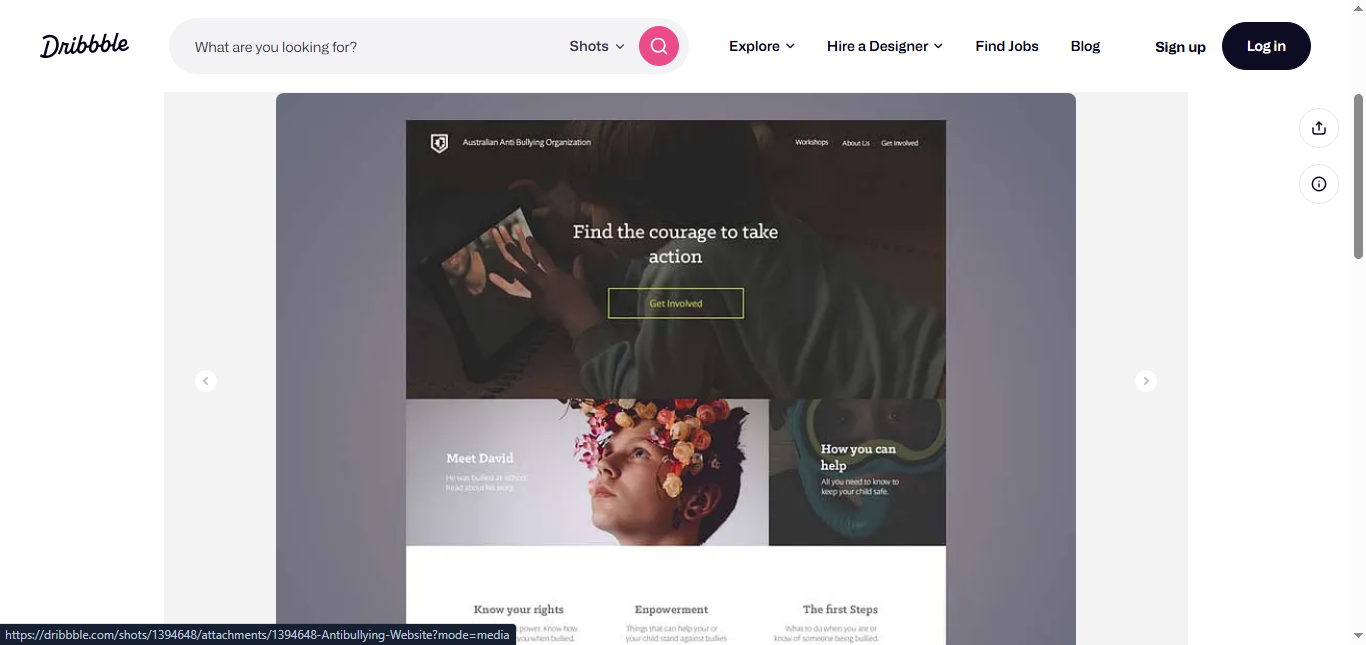 Dribbble
What are you looking for?
Shots
Explore
Hire a Designer
Find Jobs
Blog
Sign up
Log in
Australian Anti Bullying Organization
Workshops
About Us
Get Involved
Find the courage to take
action
Get Involved
Meet David
He was bullied at school.
Read about his story.
How you can
help
All you need to know to
keep your child safe.
Know your rights
power. Know how
you when bullied.
Enpowerment
Things that can help your or
your child stand against bullies
The first Steps
What to do when you are or
know of someone being bullied.
https://dribbble.com/shots/1394648/attachments/1394648-Antibullying-Website?mode=media